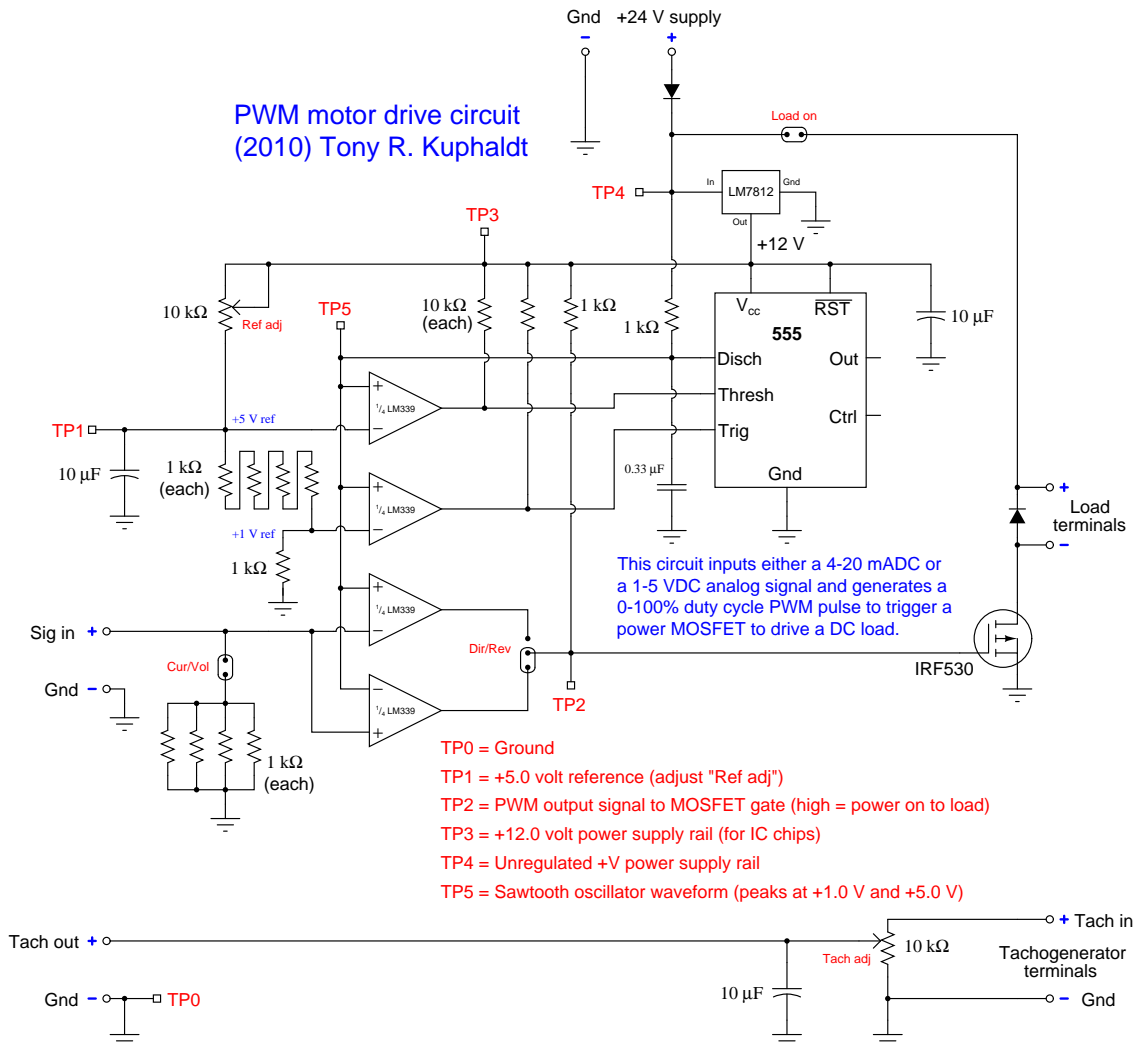 Gnd +24 V supply
- +
PWM motor drive circuit
(2010) Tony R. Kuphaldt
Load on
TP4
In LM7812 Gnd
Out
+12 V
TP3
10 kΩ
Ref adj
TP5
10 kΩ
(each)
1 kΩ
1 kΩ
Vcc RST
555
Disch Out
Thresh
Trig Ctrl
Gnd
10 µF
+
1/4 LM339
-
TP1
+5 V ref
10 µF
1 kΩ
(each)
0.33 µF
+
1/4 LM339
-
+1 V ref
1 kΩ
+
Load
terminals
-
This circuit inputs either a 4-20 mADC or
a 1-5 VDC analog signal and generates a
0-100% duty cycle PWM pulse to trigger a
power MOSFET to drive a DC load.
+
1/4 LM339
-
Sig in +
Cur/Vol
Dir/Rev
IRF530
Gnd -
-
1/4 LM339
+
TP2
1 kΩ
(each)
TP0 = Ground
TP1 = +5.0 volt reference (adjust "Ref adj")
TP2 = PWM output signal to MOSFET gate (high = power on to load)
TP3 = +12.0 volt power supply rail (for IC chips)
TP4 = Unregulated +V power supply rail
TP5 = Sawtooth oscillator waveform (peaks at +1.0 V and +5.0 V)
+ Tach in
Tach out +
Tach adj
10 kΩ
Tachogenerator
terminals
Gnd -
TP0
10 µF
- Gnd